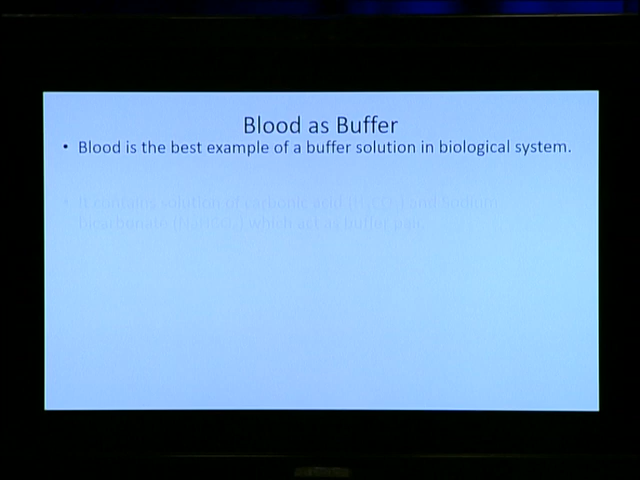 Blood as Buffer
• Blood is the best example of a buffer solution in biological system.
• It contains solution of carbonic acid (H₂CO₃) and Sodium
bicarbonate (NaHCO₃) which act as buffer pair.